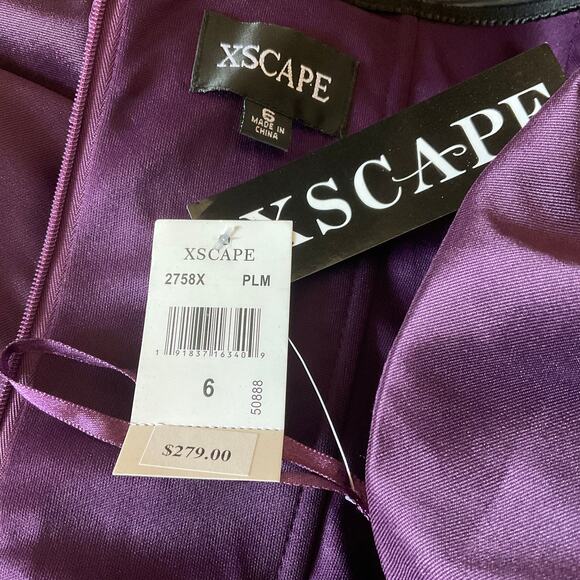 XSCAPE
6
MADE IN
CHINA
XSCAPE
XSCAPE
2758X PLM
1 91837 16340 9
6
50888
$279.00